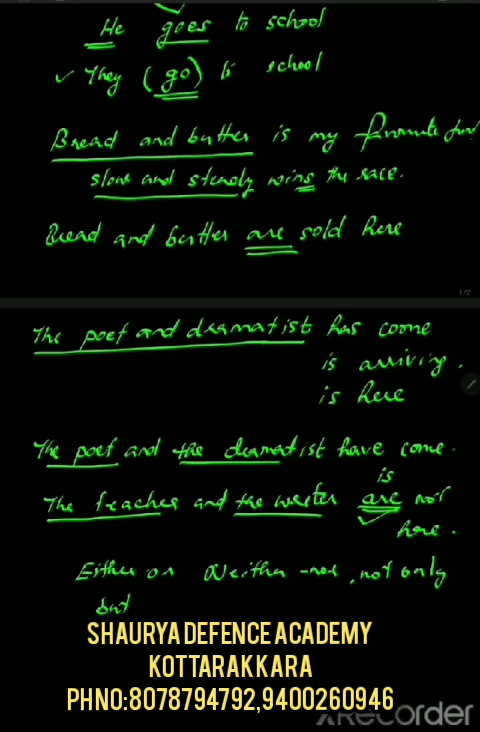 He goes to school
✓ They (go) to school
Bread and butter is my favourite food
slow and steady wins the race.
Bread and butter are sold here
1/2
The poet and dramatist has come
is arriving.
is here
The poet and the dramatist have come.
is
The teacher and the writer are not
here.
Either or Neither -nor, not only
but
SHAURYA DEFENCE ACADEMY
KOTTARAKKARA
PHNO:8078794792,9400260946
XRecorder